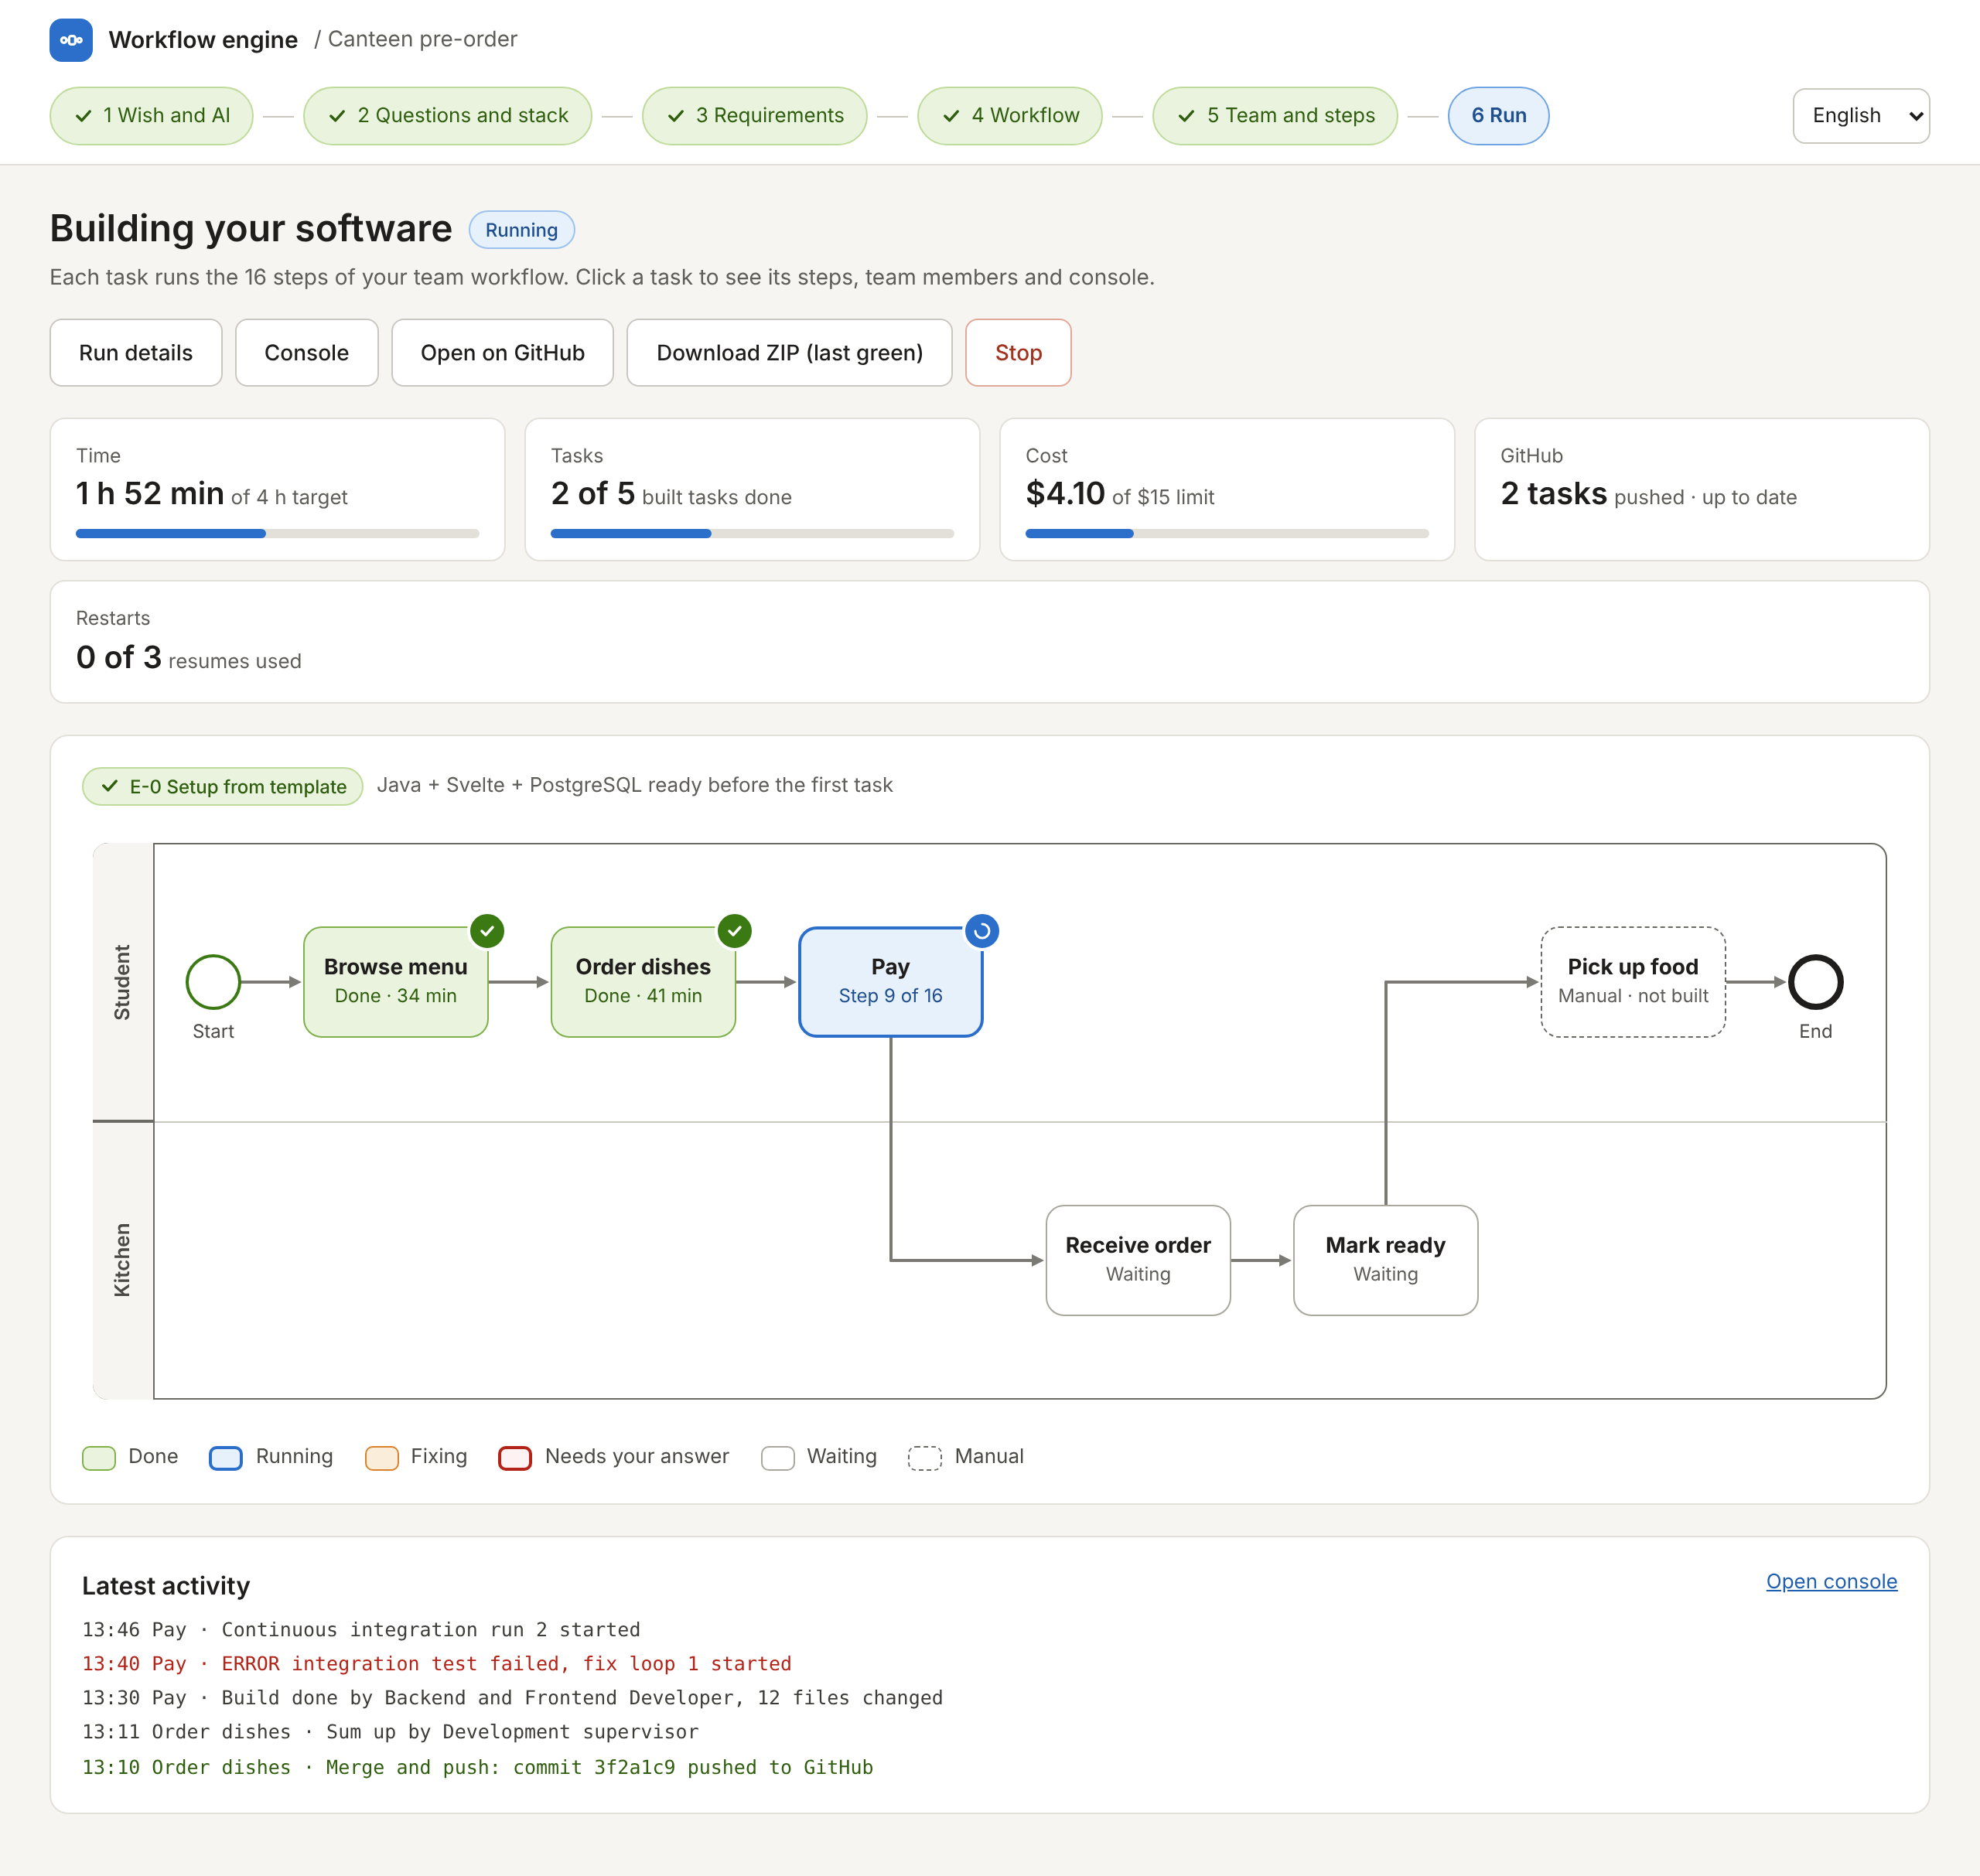 Workflow engine / Canteen pre-order
1 Wish and AI
2 Questions and stack
3 Requirements
4 Workflow
5 Team and steps
6 Run
English
Building your software
Running
Each task runs the 16 steps of your team workflow. Click a task to see its steps, team members and console.
Run details
Console
Open on GitHub
Download ZIP (last green)
Stop
Time
1 h 52 min of 4 h target
Tasks
2 of 5 built tasks done
Cost
$4.10 of $15 limit
GitHub
2 tasks pushed · up to date
Restarts
0 of 3 resumes used
E-0 Setup from template
Java + Svelte + PostgreSQL ready before the first task
Student
Start
Browse menu
Done · 34 min
Order dishes
Done · 41 min
Pay
Step 9 of 16
Pick up food
Manual · not built
End
Kitchen
Receive order
Waiting
Mark ready
Waiting
Done
Running
Fixing
Needs your answer
Waiting
Manual
Latest activity
Open console
13:46 Pay · Continuous integration run 2 started
13:40 Pay · ERROR integration test failed, fix loop 1 started
13:30 Pay · Build done by Backend and Frontend Developer, 12 files changed
13:11 Order dishes · Sum up by Development supervisor
13:10 Order dishes · Merge and push: commit 3f2a1c9 pushed to GitHub